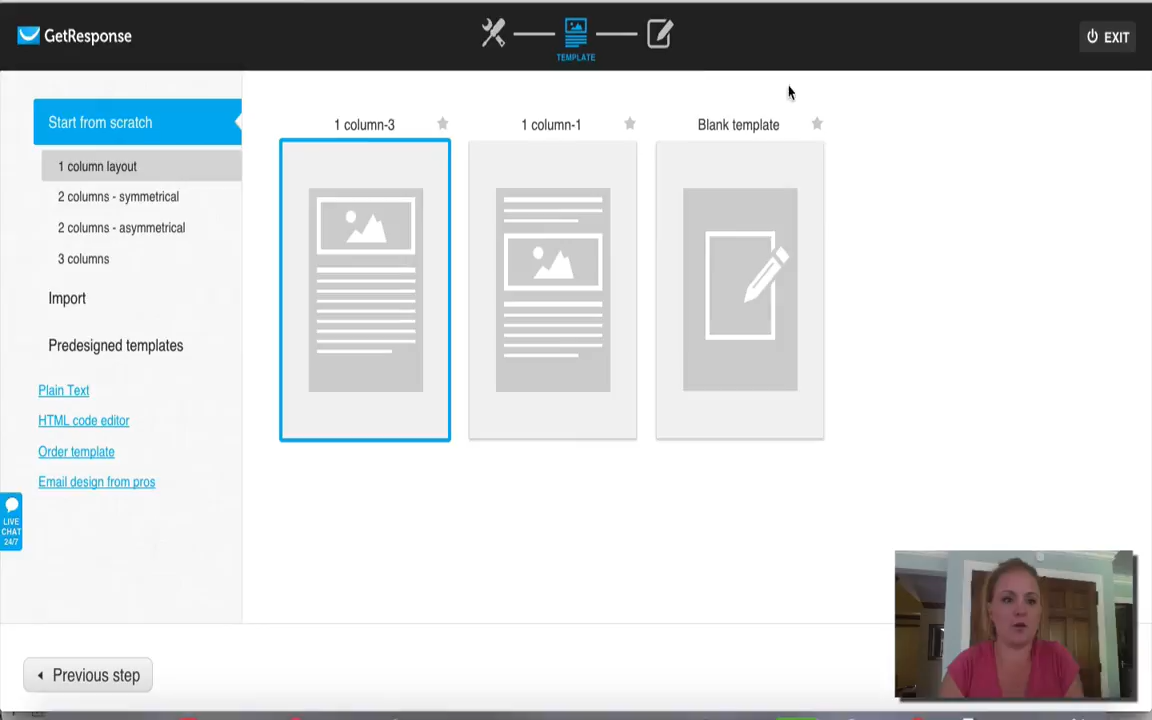 GetResponse
TEMPLATE
EXIT
Start from scratch
1 column layout
2 columns - symmetrical
2 columns - asymmetrical
3 columns
Import
Predesigned templates
Plain Text
HTML code editor
Order template
Email design from pros
LIVE
CHAT
24/7
1 column-3
1 column-1
Blank template
Previous step